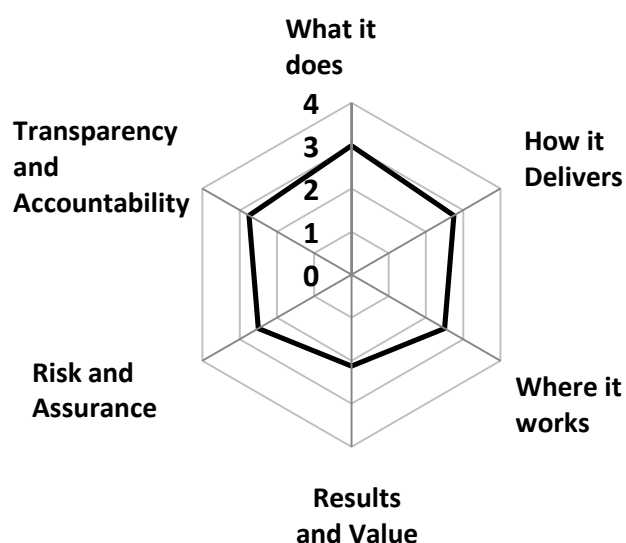 What it
does
4
3
2
1
0
How it
Delivers
Where it
works
Results
and Value
Risk and
Assurance
Transparency
and
Accountability